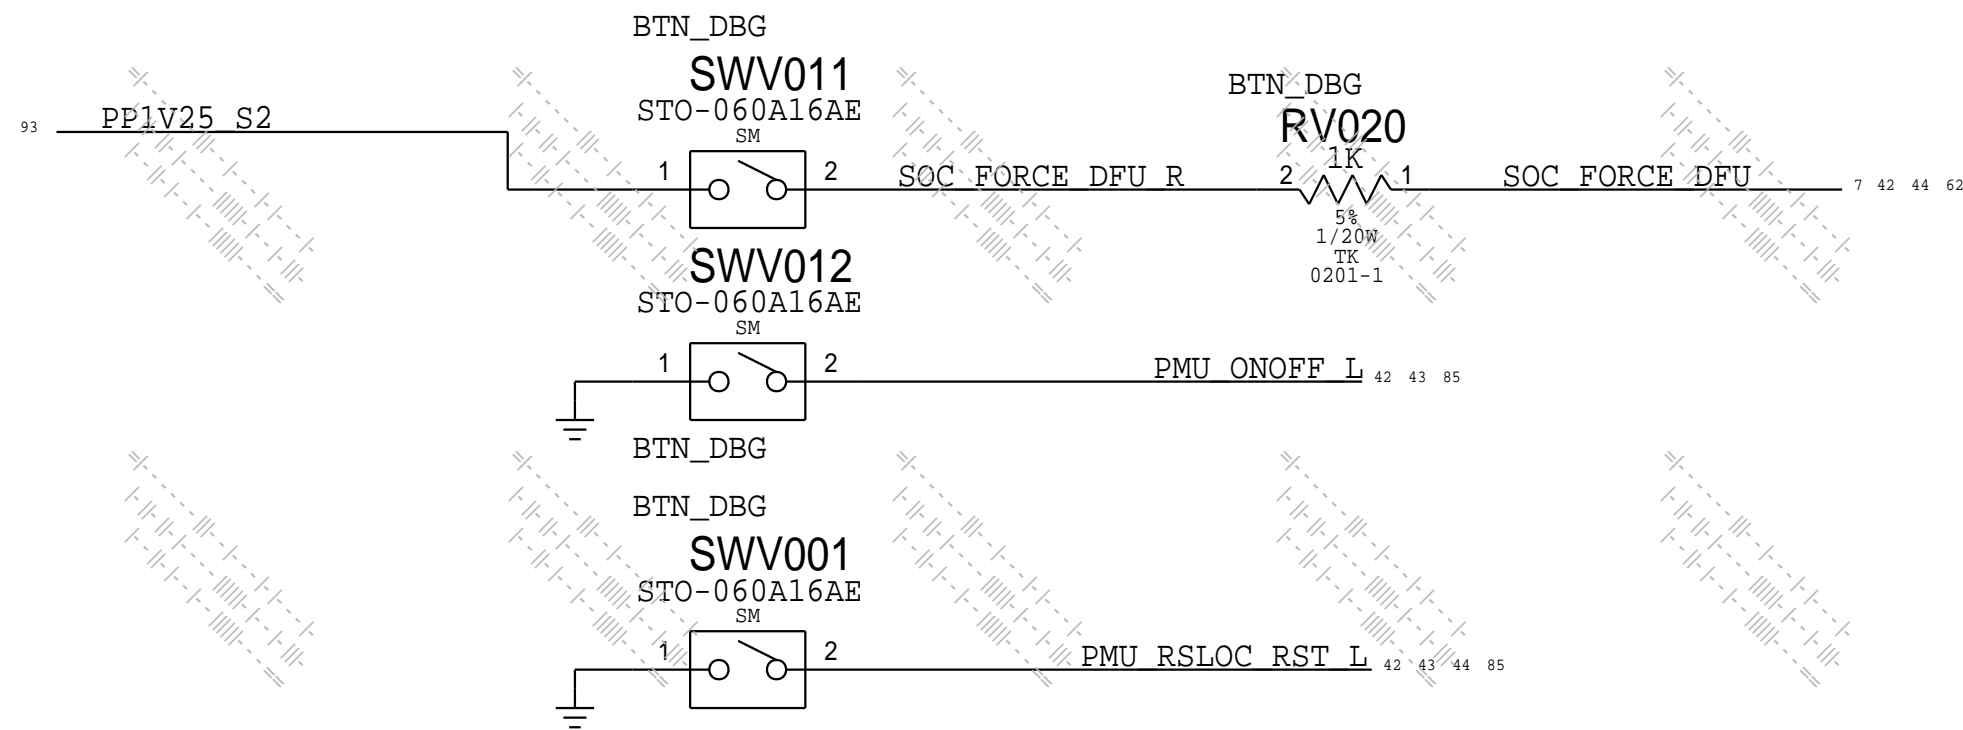 BTN_DBG
SWV011
STO-060A16AE
SM
93 PP1V25_S2
1 2
SOC_FORCE_DFU_R
BTN_DBG
RV020
1K
2 1
5%
1/20W
TK
0201-1
SOC_FORCE_DFU
7 42 44 62
SWV012
STO-060A16AE
SM
1 2
PMU_ONOFF_L 42 43 85
BTN_DBG
BTN_DBG
SWV001
STO-060A16AE
SM
1 2
PMU_RSLOC_RST_L 42 43 44 85